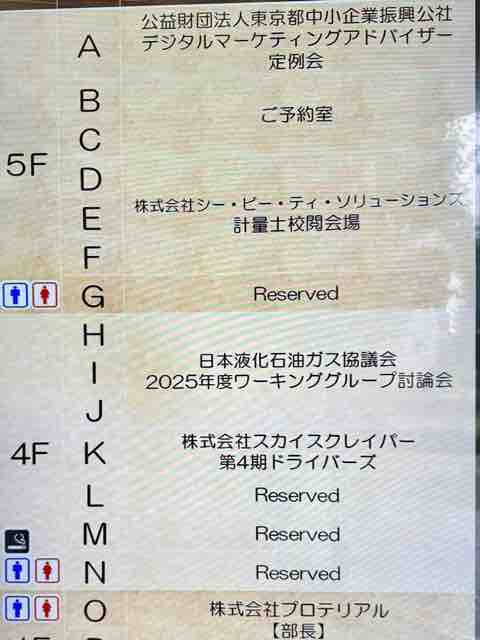 公益財団法人東京都中小企業振興公社
A デジタルマーケティングアドバイザー
定例会
B ご予約室
C
5F
D
株式会社シー・ピー・ティ・ソリューションズ
E 計量士校閲会場
F
G Reserved
H
日本液化石油ガス協議会
I 2025年度ワーキンググループ討論会
J
株式会社スカイスクレイパー
4F K 第4期ドライバーズ
L Reserved
M Reserved
N Reserved
O 株式会社プロテリアル
【部長】